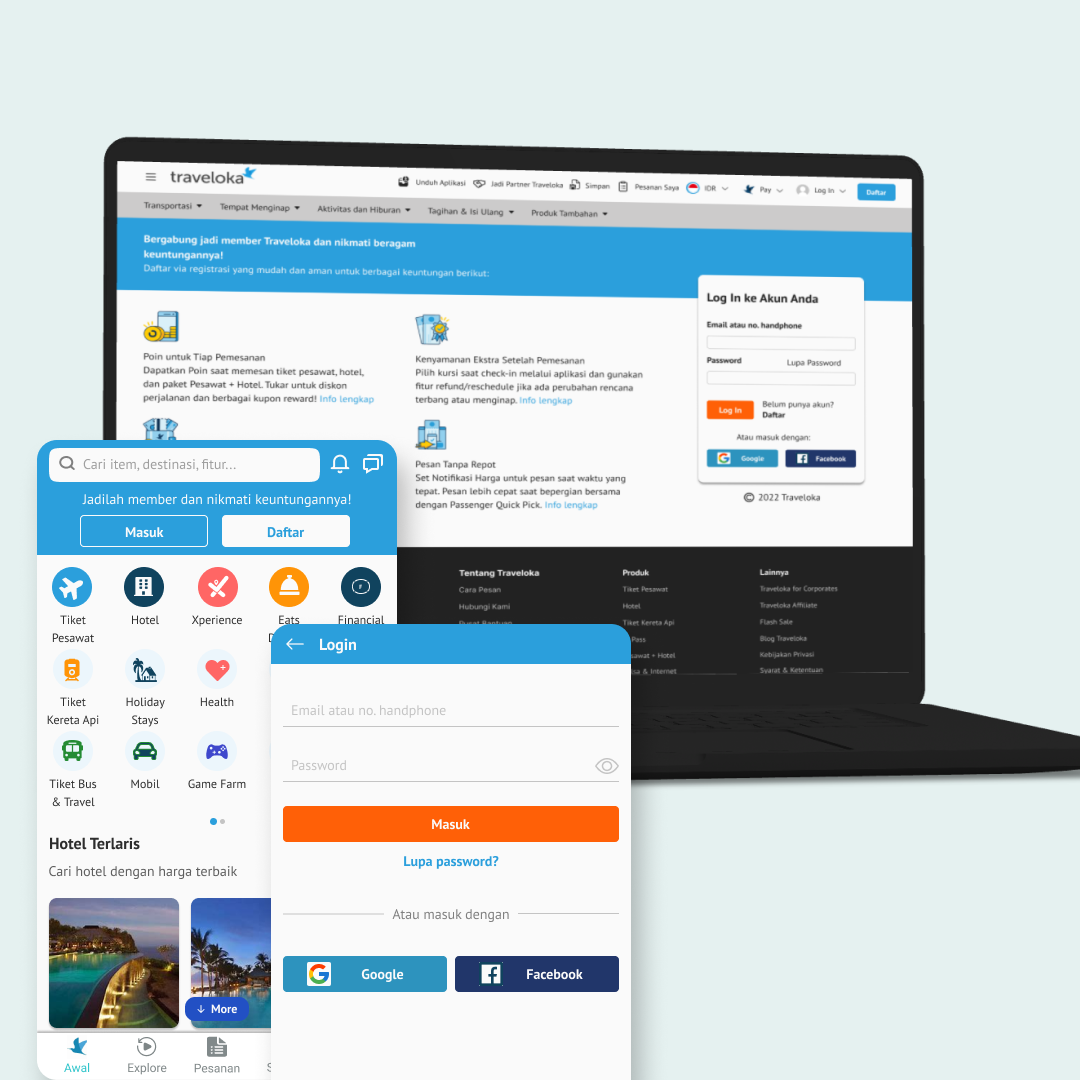 traveloka
Unduh Aplikasi
Jadi Partner Traveloka
Simpan
Pesanan Saya
IDR
Pay
Log In
Daftar
Transportasi
Tempat Menginap
Aktivitas dan Hiburan
Tagihan & Isi Ulang
Produk Tambahan
Bergabung jadi member Traveloka dan nikmati beragam
keuntungannya!
Daftar via registrasi yang mudah dan aman untuk berbagai keuntungan berikut:
Poin untuk Tiap Pemesanan
Dapatkan Poin saat memesan tiket pesawat, hotel,
dan paket Pesawat + Hotel. Tukar untuk diskon
perjalanan dan berbagai kupon reward! Info lengkap
Kenyamanan Ekstra Setelah Pemesanan
Pilih kursi saat check-in melalui aplikasi dan gunakan
fitur refund/reschedule jika ada perubahan rencana
terbang atau menginap. Info lengkap
Pesan Tanpa Repot
Set Notifikasi Harga untuk pesan saat waktu yang
tepat. Pesan lebih cepat saat bepergian bersama
dengan Passenger Quick Pick. Info lengkap
Log In ke Akun Anda
Email atau no. handphone
Password
Lupa Password
Log In
Belum punya akun?
Daftar
Atau masuk dengan:
Google
Facebook
© 2022 Traveloka
Tentang Traveloka
Cara Pesan
Hubungi Kami
Produk
Tiket Pesawat
Hotel
Tiket Kereta Api
Pass
sawat + Hotel
& Internet
Lainnya
Traveloka for Corporates
Traveloka Affiliate
Flash Sale
Blog Traveloka
Kebijakan Privasi
Syarat & Ketentuan
Cari item, destinasi, fitur...
Jadilah member dan nikmati keuntungannya!
Masuk
Daftar
Tiket
Pesawat
Hotel
Xperience
Eats
Financial
Tiket
Kereta Api
Holiday
Stays
Health
Tiket Bus
& Travel
Mobil
Game Farm
Hotel Terlaris
Cari hotel dengan harga terbaik
More
Awal
Explore
Pesanan
Login
Email atau no. handphone
Password
Masuk
Lupa password?
Atau masuk dengan
Google
Facebook